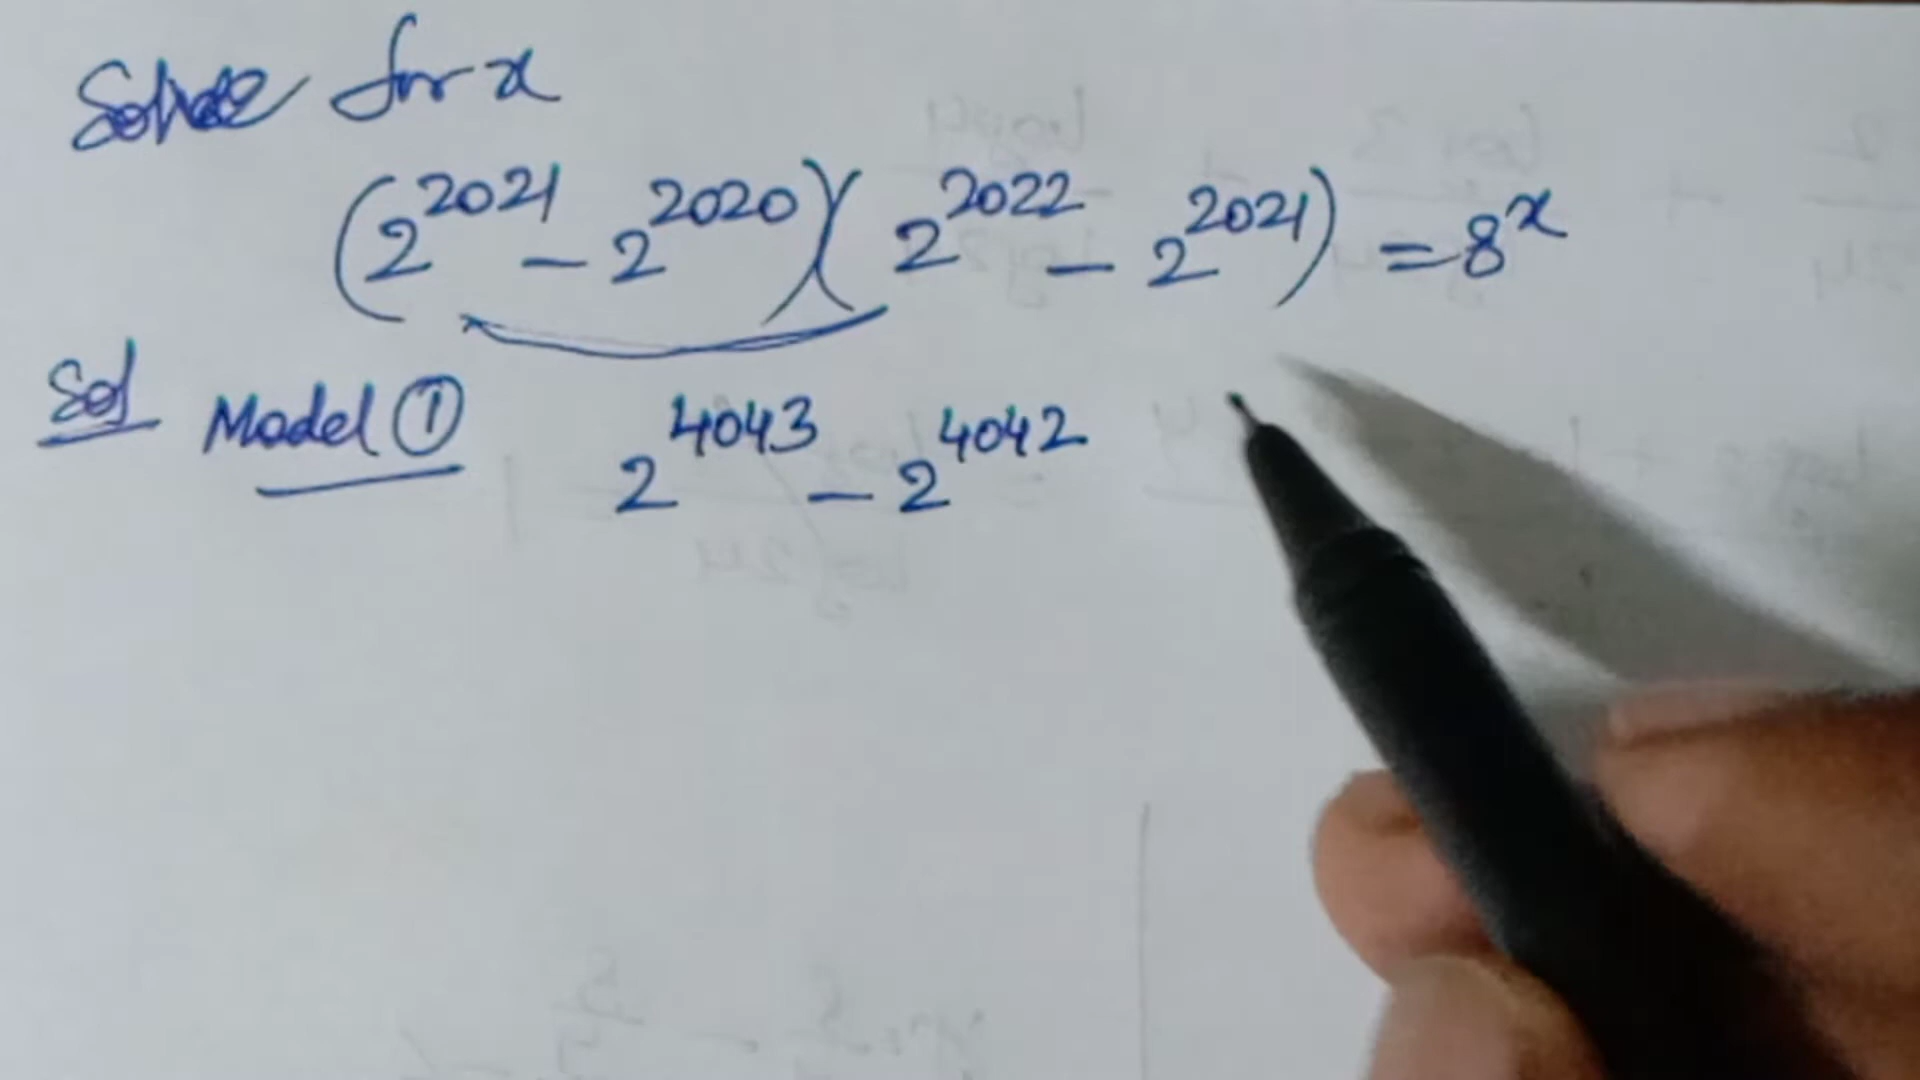 Solve for x
(2^2021 - 2^2020)(2^2022 - 2^2021) = 8^x
Sol Model ① 2^4043 - 2^4042